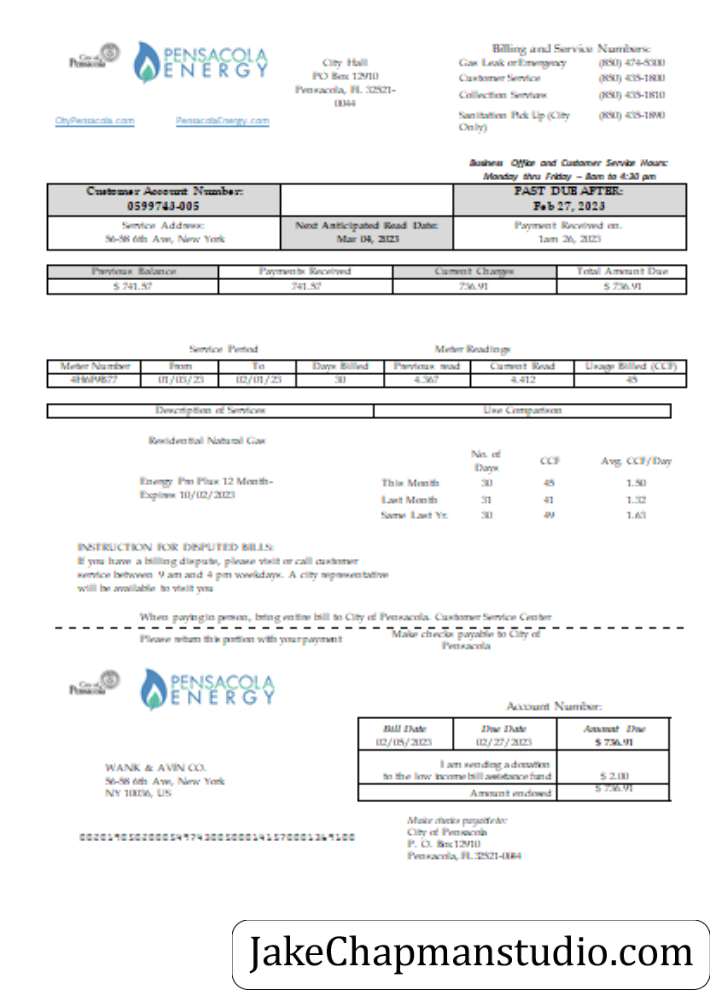 City of Pensacola
PENSACOLA ENERGY
City Hall
PO Box 12910
Pensacola, FL 32521-
0044
Billing and Service Numbers:
Gas Leak or Emergency (850) 474-5300
Customer Service (850) 435-1800
Collection Services (850) 435-1810
Sanitation Pick Up (City Only) (850) 435-1890
CityPensacola.com PensacolaEnergy.com
Business Office and Customer Service Hours:
Monday thru Friday – 8am to 4:30 pm
Customer Account Number:
0599743-005
PAST DUE AFTER:
Feb 27, 2023
Service Address:
56-58 6th Ave, New York
Next Anticipated Read Date:
Mar 04, 2023
Payment Received on.
1am 26, 2023
Previous Balance Payments Received Current Charges Total Amount Due
$ 741.57 741.57 736.91 $ 736.91
Service Period Meter Readings
Meter Number From To Days Billed Previous read Current Read Usage Billed (CCF)
01/03/23 02/01/23 30 4.367 4.412 45
Description of Services Use Comparison
Residential Natural Gas
No. of Days CCF Avg. CCF/Day
Energy Pro Plus 12 Month-
Expires 10/02/2023
This Month 30 45 1.50
Last Month 31 41 1.32
Same Last Yr. 30 49 1.63
INSTRUCTION FOR DISPUTED BILLS:
If you have a billing dispute, please visit or call customer
service between 9 am and 4 pm weekdays. A city representative
will be available to visit you
When paying in person, bring entire bill to City of Pensacola. Customer Service Center
Please return this portion with your payment
Make checks payable to City of
Pensacola
City of Pensacola
PENSACOLA ENERGY
Account Number:
Bill Date Due Date Amount Due
02/05/2023 02/27/2023 $ 736.91
I am sending a donation
to the low income bill assistance fund $ 2.00
Amount enclosed $ 736.91
WANK & AVIN CO.
56-58 6th Ave, New York
NY 10036, US
Make checks payable to:
City of Pensacola
P. O. Box 12910
Pensacola, FL 32521-0044
JakeChapmanstudio.com